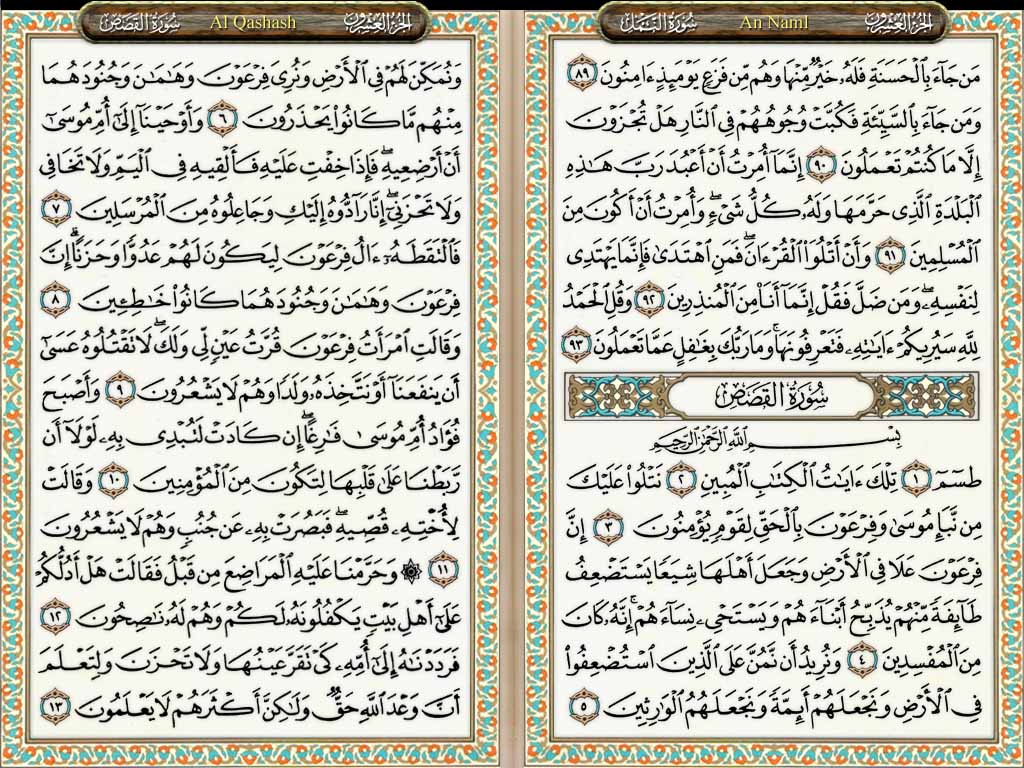 الجزء العشرون An Naml سورة النمل
مَن جَآءَ بِٱلْحَسَنَةِ فَلَهُۥ خَيْرٌ مِّنْهَا وَهُم مِّن فَزَعٍ يَوْمَئِذٍ ءَامِنُونَ ٨٩
وَمَن جَآءَ بِٱلسَّيِّئَةِ فَكُبَّتْ وُجُوهُهُمْ فِى ٱلنَّارِ هَلْ تُجْزَوْنَ
إِلَّا مَا كُنتُمْ تَعْمَلُونَ ٩٠ إِنَّمَآ أُمِرْتُ أَنْ أَعْبُدَ رَبَّ هَـٰذِهِ
ٱلْبَلْدَةِ ٱلَّذِى حَرَّمَهَا وَلَهُۥ كُلُّ شَىْءٍ ۖ وَأُمِرْتُ أَنْ أَكُونَ مِنَ
ٱلْمُسْلِمِينَ ٩١ وَأَنْ أَتْلُوَا۟ ٱلْقُرْءَانَ ۖ فَمَنِ ٱهْتَدَىٰ فَإِنَّمَا يَهْتَدِى
لِنَفْسِهِۦ ۖ وَمَن ضَلَّ فَقُلْ إِنَّمَآ أَنَا۠ مِنَ ٱلْمُنذِرِينَ ٩٢ وَقُلِ ٱلْحَمْدُ
لِلَّهِ سَيُرِيكُمْ ءَايَـٰتِهِۦ فَتَعْرِفُونَهَا ۚ وَمَا رَبُّكَ بِغَـٰفِلٍ عَمَّا تَعْمَلُونَ ٩٣
سُورَةُ القَصَصِ
بِسْمِ ٱللَّهِ ٱلرَّحْمَـٰنِ ٱلرَّحِيمِ
طسٓمٓ ١ تِلْكَ ءَايَـٰتُ ٱلْكِتَـٰبِ ٱلْمُبِينِ ٢ نَتْلُوا۟ عَلَيْكَ
مِن نَّبَإِ مُوسَىٰ وَفِرْعَوْنَ بِٱلْحَقِّ لِقَوْمٍ يُؤْمِنُونَ ٣ إِنَّ
فِرْعَوْنَ عَلَا فِى ٱلْأَرْضِ وَجَعَلَ أَهْلَهَا شِيَعًا يَسْتَضْعِفُ
طَآئِفَةً مِّنْهُمْ يُذَبِّحُ أَبْنَآءَهُمْ وَيَسْتَحْىِۦ نِسَآءَهُمْ ۚ إِنَّهُۥ كَانَ
مِنَ ٱلْمُفْسِدِينَ ٤ وَنُرِيدُ أَن نَّمُنَّ عَلَى ٱلَّذِينَ ٱسْتُضْعِفُوا۟
فِى ٱلْأَرْضِ وَنَجْعَلَهُمْ أَئِمَّةً وَنَجْعَلَهُمُ ٱلْوَٰرِثِينَ ٥
الجزء العشرون Al Qashash سورة القصص
وَنُمَكِّنَ لَهُمْ فِى ٱلْأَرْضِ وَنُرِىَ فِرْعَوْنَ وَهَـٰمَـٰنَ وَجُنُودَهُمَا
مِنْهُم مَّا كَانُوا۟ يَحْذَرُونَ ٦ وَأَوْحَيْنَآ إِلَىٰٓ أُمِّ مُوسَىٰٓ
أَنْ أَرْضِعِيهِ ۖ فَإِذَا خِفْتِ عَلَيْهِ فَأَلْقِيهِ فِى ٱلْيَمِّ وَلَا تَخَافِى
وَلَا تَحْزَنِىٓ ۖ إِنَّا رَآدُّوهُ إِلَيْكِ وَجَاعِلُوهُ مِنَ ٱلْمُرْسَلِينَ ٧
فَٱلْتَقَطَهُۥٓ ءَالُ فِرْعَوْنَ لِيَكُونَ لَهُمْ عَدُوًّا وَحَزَنًا ۗ إِنَّ
فِرْعَوْنَ وَهَـٰمَـٰنَ وَجُنُودَهُمَا كَانُوا۟ خَـٰطِـِٔينَ ٨
وَقَالَتِ ٱمْرَأَتُ فِرْعَوْنَ قُرَّتُ عَيْنٍ لِّى وَلَكَ ۖ لَا تَقْتُلُوهُ عَسَىٰٓ
أَن يَنفَعَنَآ أَوْ نَتَّخِذَهُۥ وَلَدًا وَهُمْ لَا يَشْعُرُونَ ٩ وَأَصْبَحَ
فُؤَادُ أُمِّ مُوسَىٰ فَـٰرِغًا ۖ إِن كَادَتْ لَتُبْدِى بِهِۦ لَوْلَآ أَن
رَّبَطْنَا عَلَىٰ قَلْبِهَا لِتَكُونَ مِنَ ٱلْمُؤْمِنِينَ ١٠ وَقَالَتْ
لِأُخْتِهِۦ قُصِّيهِ ۖ فَبَصُرَتْ بِهِۦ عَن جُنُبٍ وَهُمْ لَا يَشْعُرُونَ
١١ ۞ وَحَرَّمْنَا عَلَيْهِ ٱلْمَرَاضِعَ مِن قَبْلُ فَقَالَتْ هَلْ أَدُلُّكُمْ
عَلَىٰٓ أَهْلِ بَيْتٍ يَكْفُلُونَهُۥ لَكُمْ وَهُمْ لَهُۥ نَـٰصِحُونَ ١٢
فَرَدَدْنَـٰهُ إِلَىٰٓ أُمِّهِۦ كَىْ تَقَرَّ عَيْنُهَا وَلَا تَحْزَنَ وَلِتَعْلَمَ
أَنَّ وَعْدَ ٱللَّهِ حَقٌّ وَلَـٰكِنَّ أَكْثَرَهُمْ لَا يَعْلَمُونَ ١٣